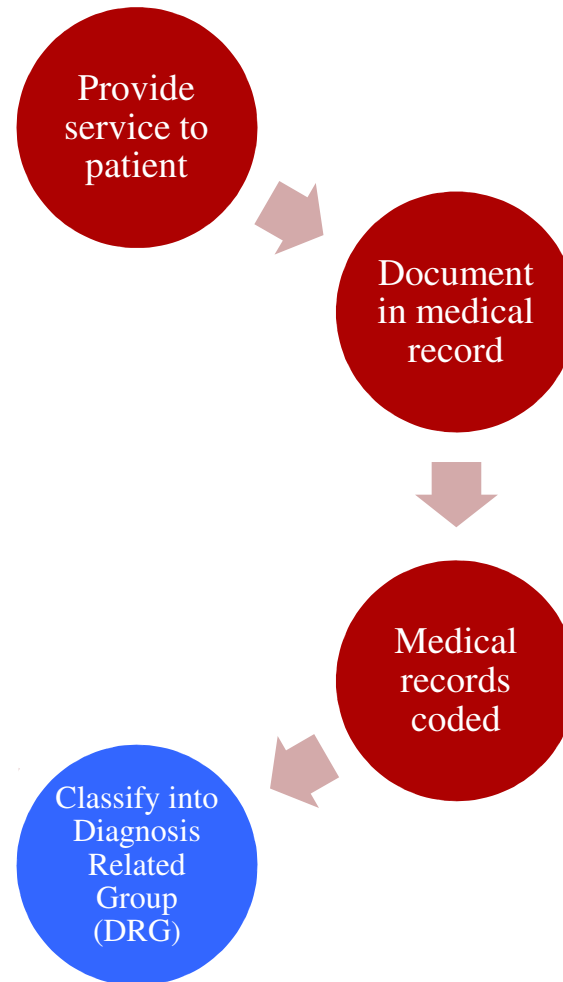 Provide
service to
patient
Document
in medical
record
Medical
records
coded
Classify into
Diagnosis
Related
Group
(DRG)